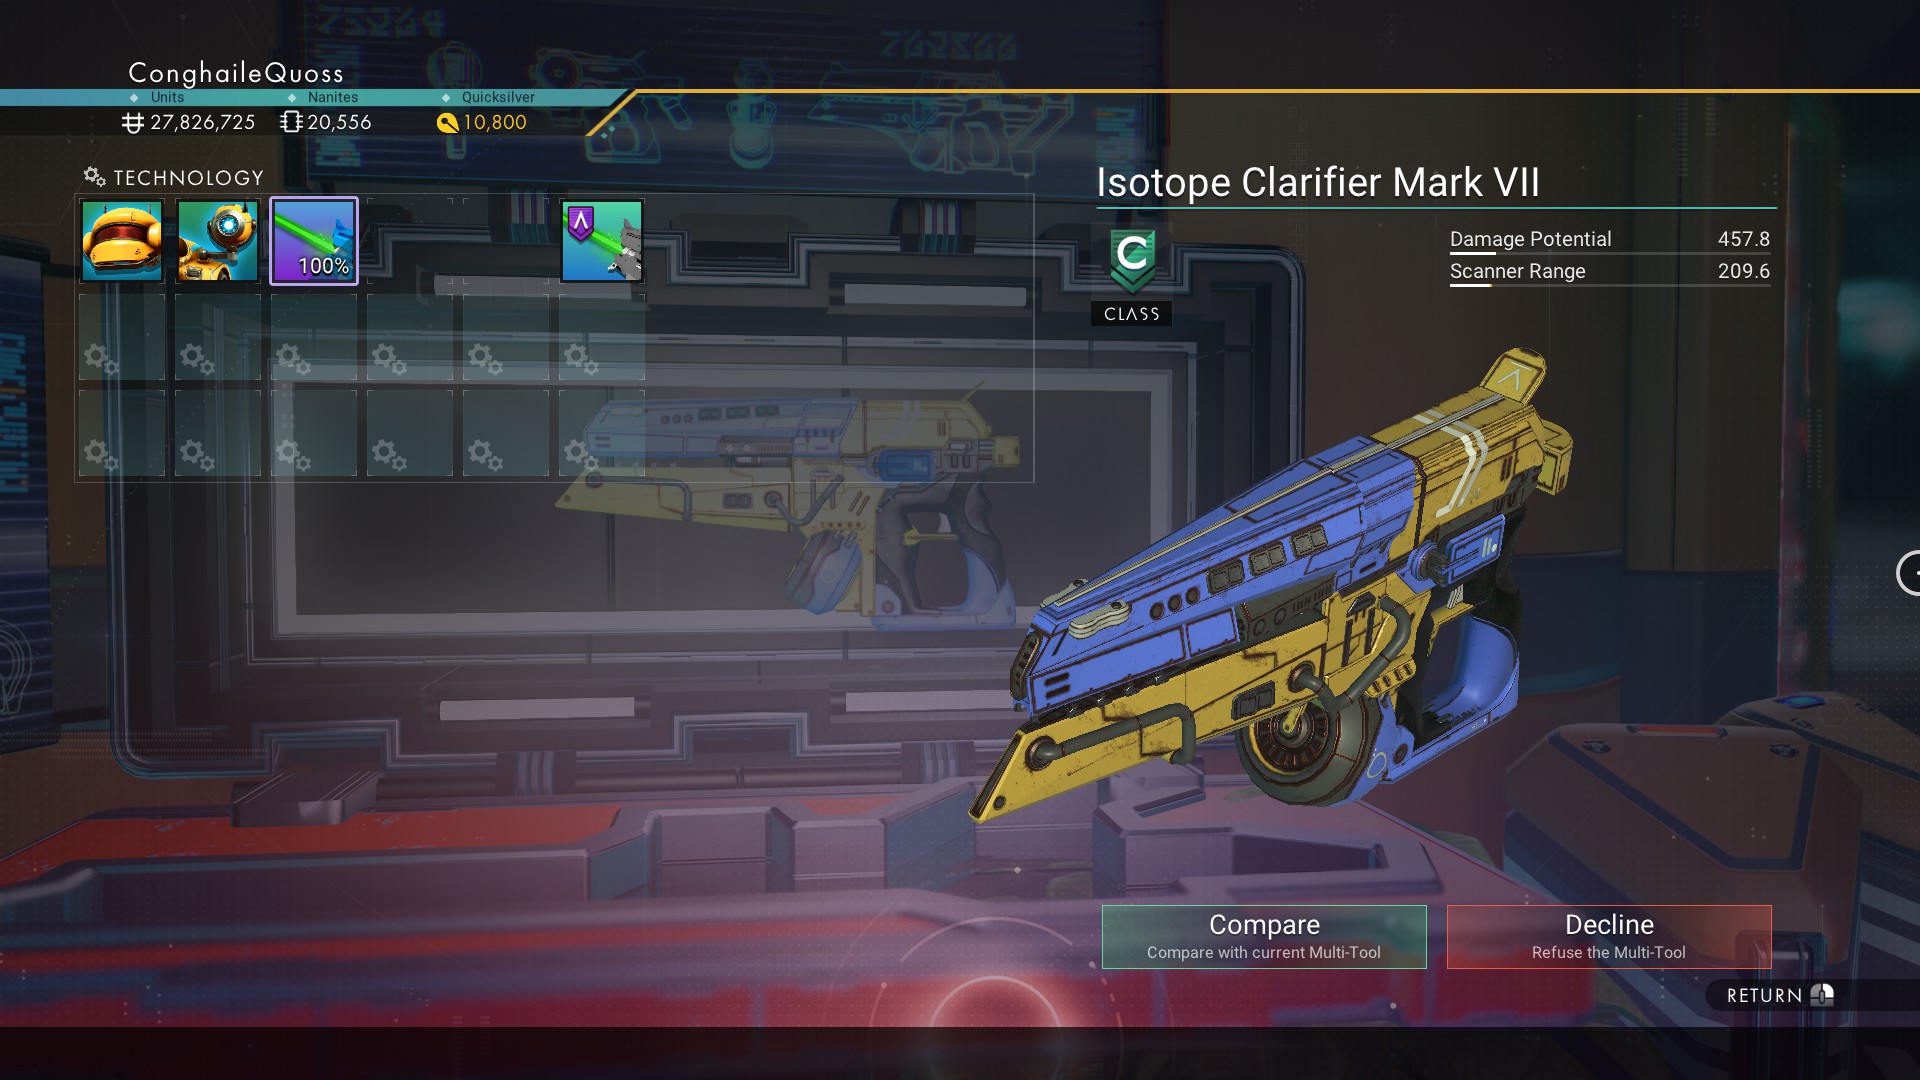 ConghaileQuoss
Units Nanites Quicksilver
27,826,725 20,556 10,800
TECHNOLOGY
100%
Isotope Clarifier Mark VII
C
CLASS
Damage Potential 457.8
Scanner Range 209.6
Compare
Compare with current Multi-Tool
Decline
Refuse the Multi-Tool
RETURN